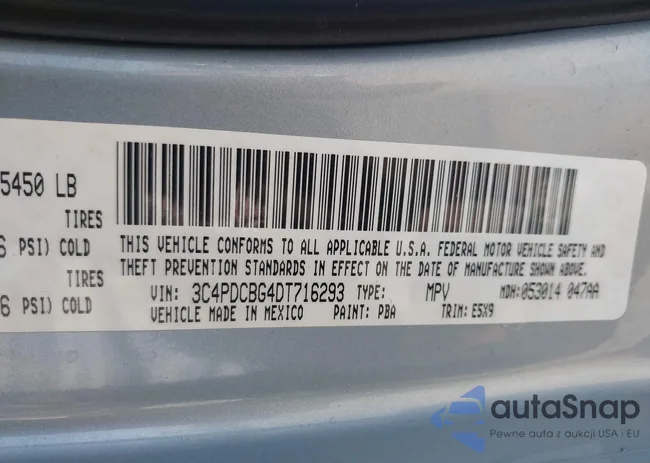 5450 LB
TIRES
6 PSI) COLD
TIRES
6 PSI) COLD
THIS VEHICLE CONFORMS TO ALL APPLICABLE U.S.A. FEDERAL MOTOR VEHICLE SAFETY AND
THEFT PREVENTION STANDARDS IN EFFECT ON THE DATE OF MANUFACTURE SHOWN ABOVE.
VIN: 3C4PDCBG4DT716293 TYPE: MPV MDH:053014 047AA
VEHICLE MADE IN MEXICO PAINT: PBA TRIM: E5X9
autaSnap
Pewne auta z aukcji USA i EU